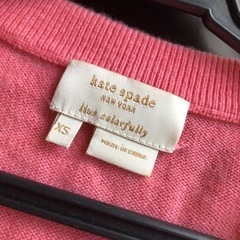 kate spade
NEW YORK
live colorfully
XS
MADE IN CHINA